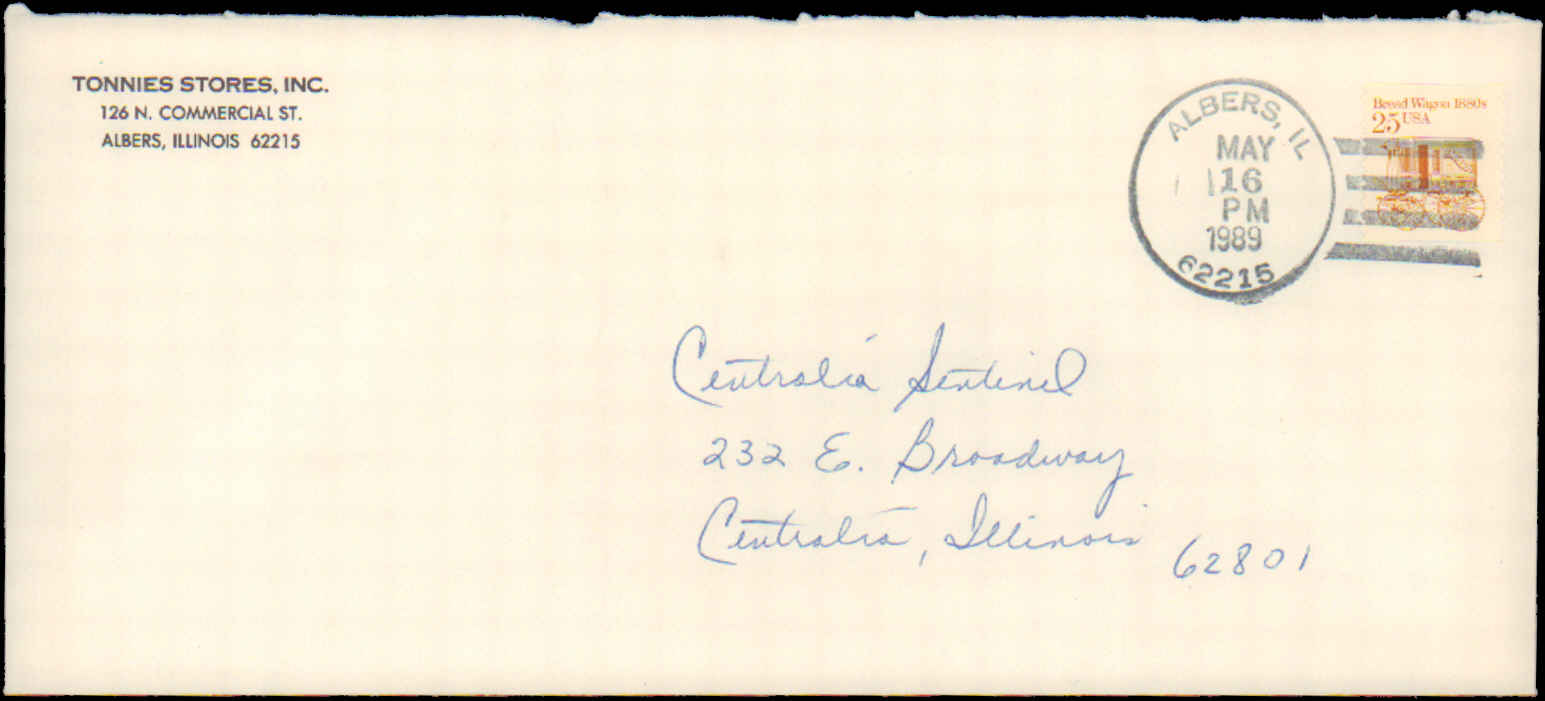 TONNIES STORES, INC.
126 N. COMMERCIAL ST.
ALBERS, ILLINOIS 62215
ALBERS, IL
MAY
16
PM
1989
62215
Bread Wagon 1880s
25 USA
Centralia Sentinel
232 E. Broadway
Centralia, Illinois 62801